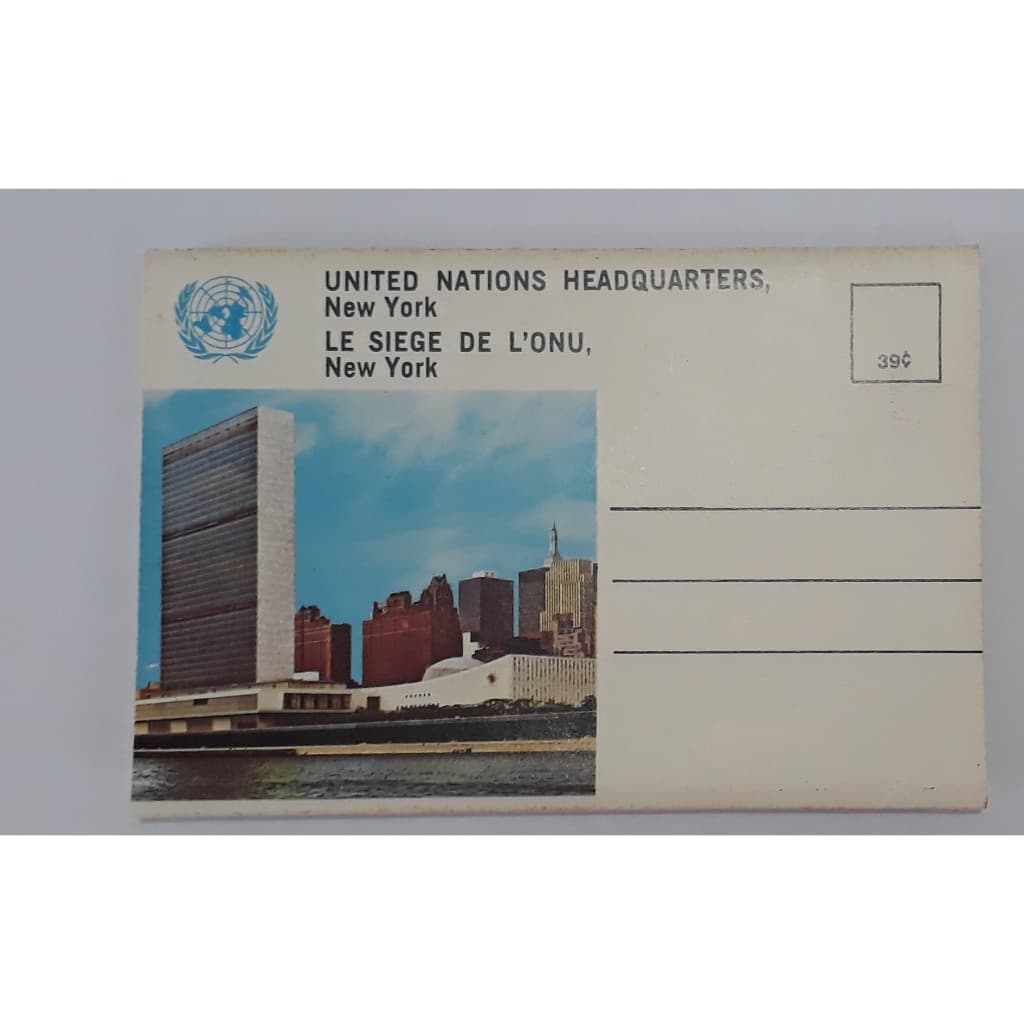 UNITED NATIONS HEADQUARTERS,
New York
LE SIEGE DE L'ONU,
New York
39¢